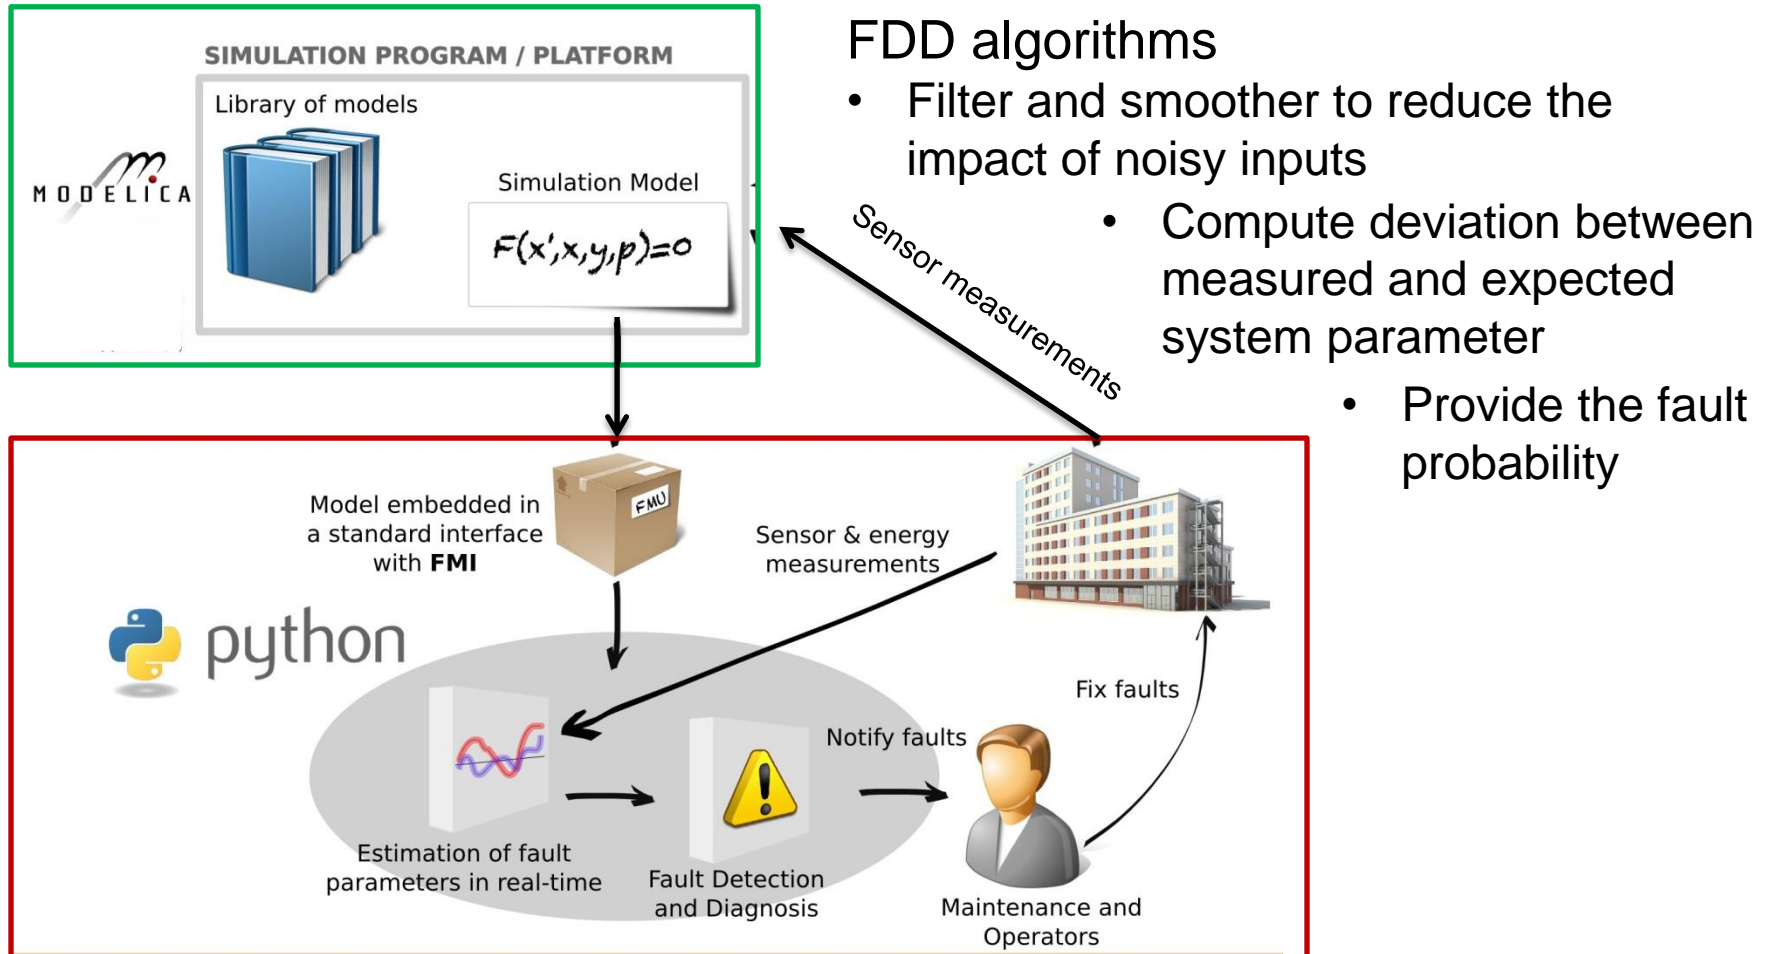 SIMULATION PROGRAM / PLATFORM
Library of models
MODELICA
Simulation Model
F(x',x,y,p)=0
FDD algorithms
• Filter and smoother to reduce the
impact of noisy inputs
• Compute deviation between
measured and expected
system parameter
• Provide the fault
probability
Sensor measurements
Model embedded in
a standard interface
with FMI
FMU
Sensor & energy
measurements
python
Fix faults
Notify faults
Estimation of fault
parameters in real-time
Fault Detection
and Diagnosis
Maintenance and
Operators